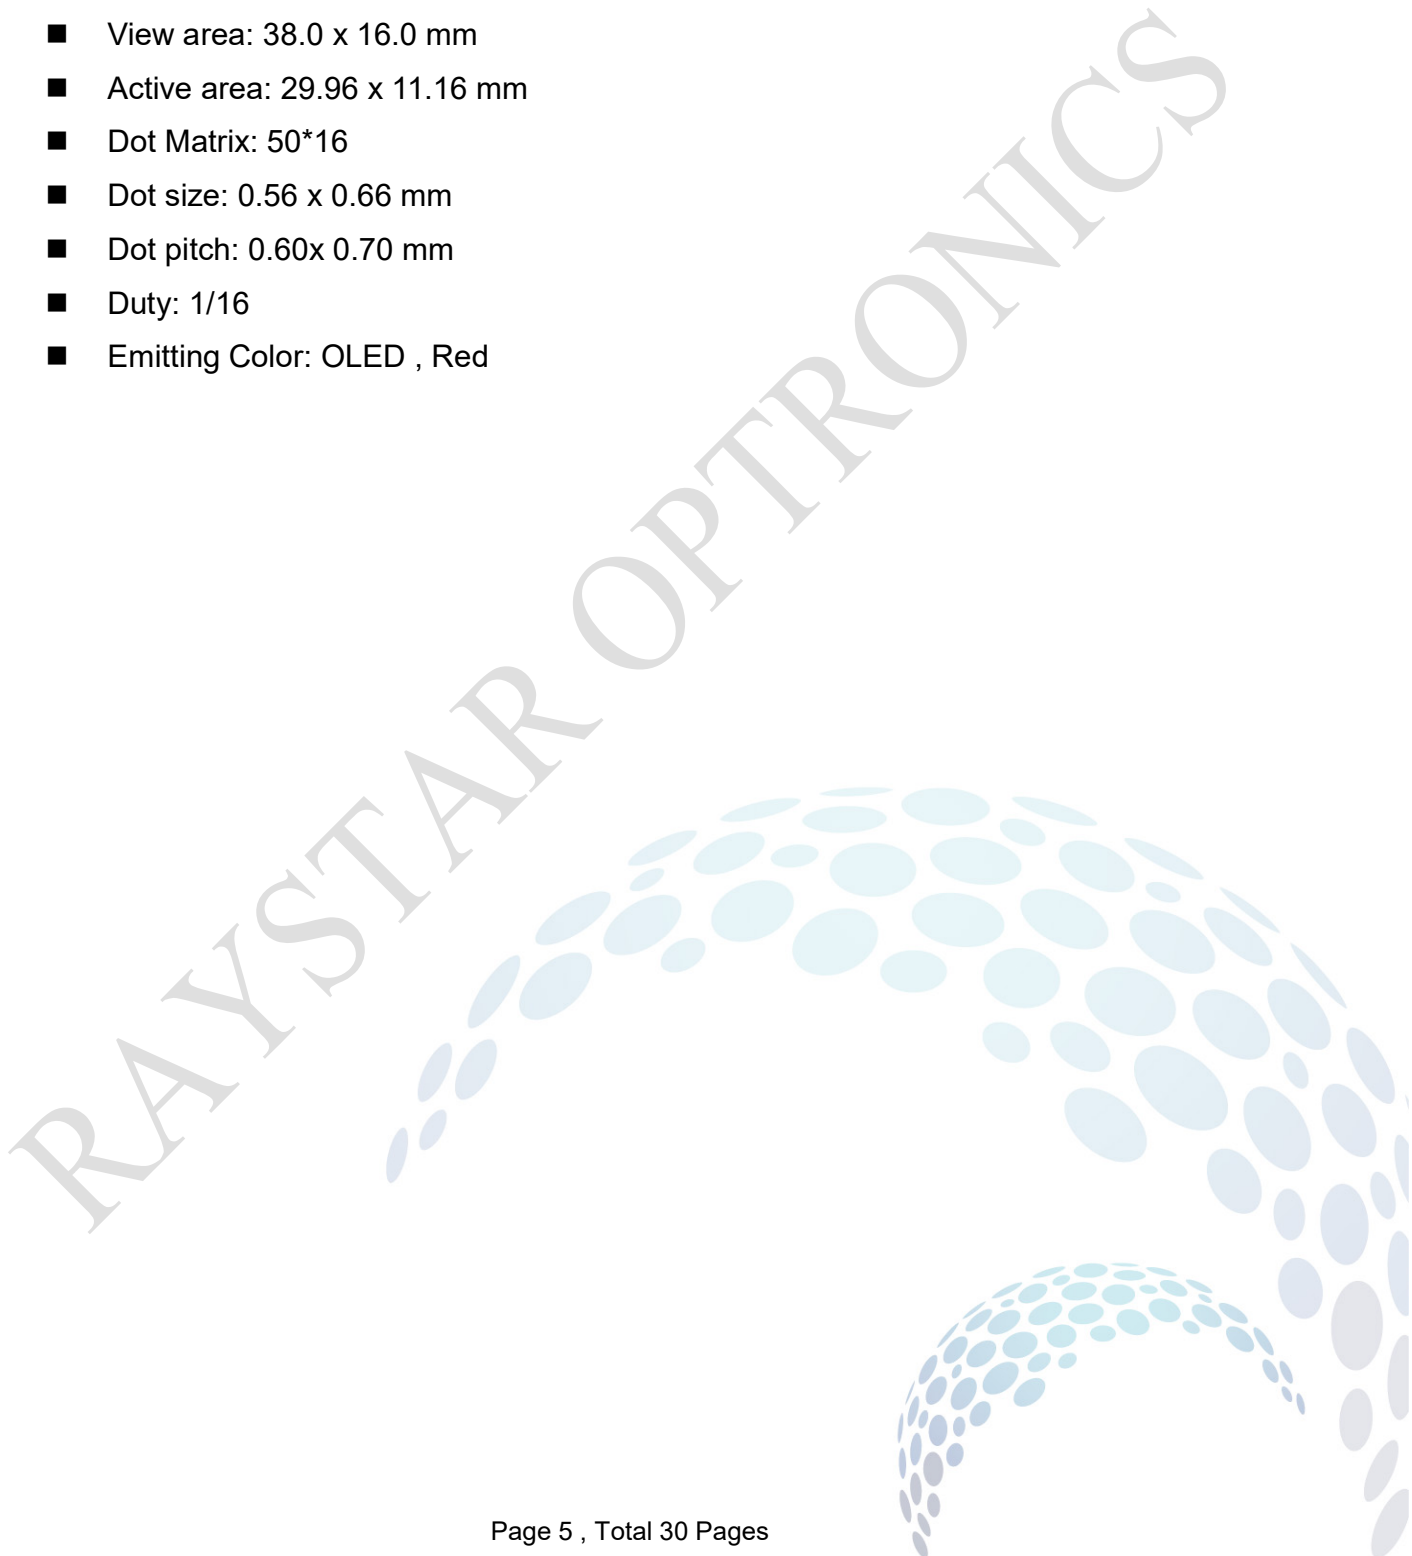 ■ View area: 38.0 x 16.0 mm
■ Active area: 29.96 x 11.16 mm
■ Dot Matrix: 50*16
■ Dot size: 0.56 x 0.66 mm
■ Dot pitch: 0.60x 0.70 mm
■ Duty: 1/16
■ Emitting Color: OLED , Red
RAYSTAR OPTRONICS
Page 5 , Total 30 Pages